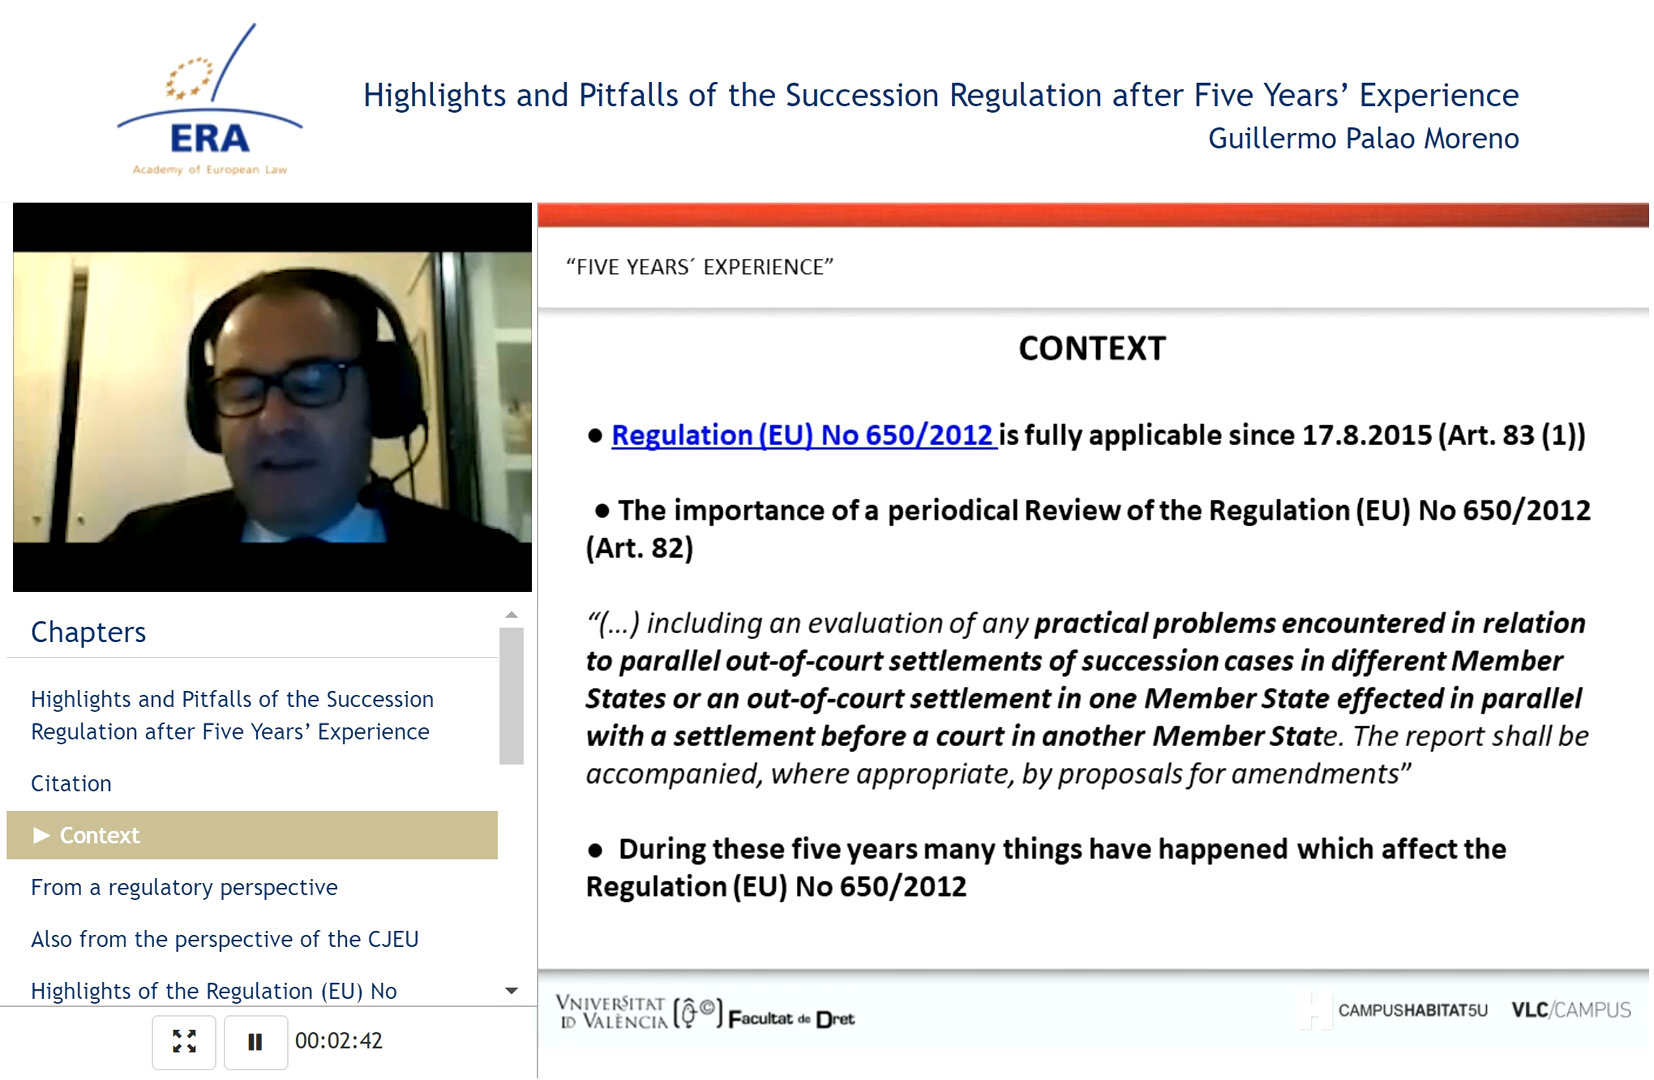 ERA
Academy of European Law
Highlights and Pitfalls of the Succession Regulation after Five Years’ Experience
Guillermo Palao Moreno
Chapters
Highlights and Pitfalls of the Succession
Regulation after Five Years’ Experience
Citation
► Context
From a regulatory perspective
Also from the perspective of the CJEU
Highlights of the Regulation (EU) No
00:02:42
“FIVE YEARS´ EXPERIENCE”
CONTEXT
● Regulation (EU) No 650/2012 is fully applicable since 17.8.2015 (Art. 83 (1))
● The importance of a periodical Review of the Regulation (EU) No 650/2012
(Art. 82)
“(...) including an evaluation of any practical problems encountered in relation
to parallel out-of-court settlements of succession cases in different Member
States or an out-of-court settlement in one Member State effected in parallel
with a settlement before a court in another Member State. The report shall be
accompanied, where appropriate, by proposals for amendments”
● During these five years many things have happened which affect the
Regulation (EU) No 650/2012
VNIVERSITAT
ID VALÈNCIA
Facultat de Dret
CAMPUSHABITAT5U
VLC/CAMPUS